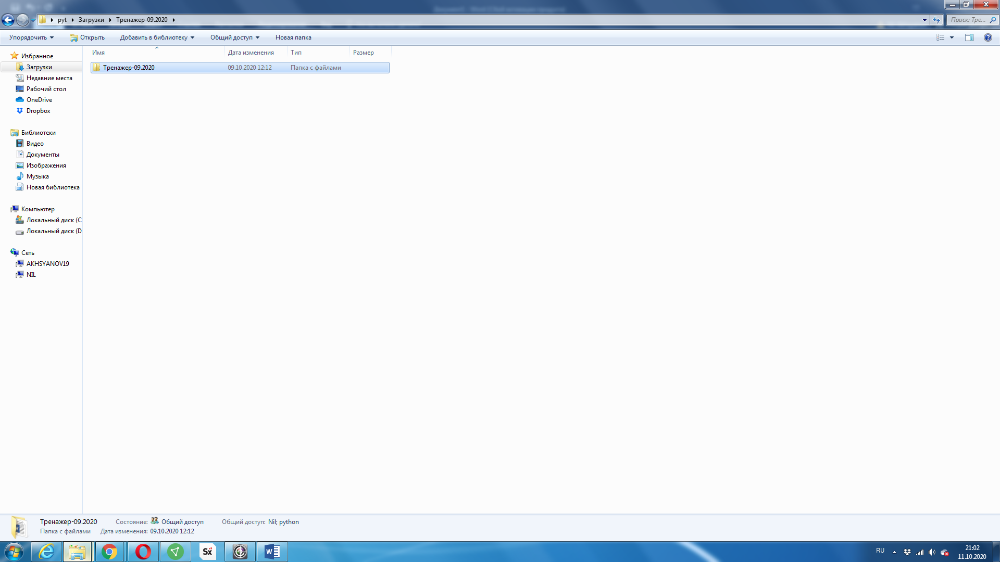 pyt
Загрузки
Тренажер-09.2020
Поиск: Тре...
Упорядочить
Открыть
Добавить в библиотеку
Общий доступ
Новая папка
Имя
Дата изменения
Тип
Размер
Тренажер-09.2020
09.10.2020 12:12
Папка с файлами
Избранное
Загрузки
Недавние места
Рабочий стол
OneDrive
Dropbox
Библиотеки
Видео
Документы
Изображения
Музыка
Новая библиотека
Компьютер
Локальный диск (C
Локальный диск (D
Сеть
AKHSYANOV19
NIL
Тренажер-09.2020
Состояние: Общий доступ
Общий доступ: Nil; python
Папка с файлами
Дата изменения: 09.10.2020 12:12
Sx
W
RU
21:02
11.10.2020